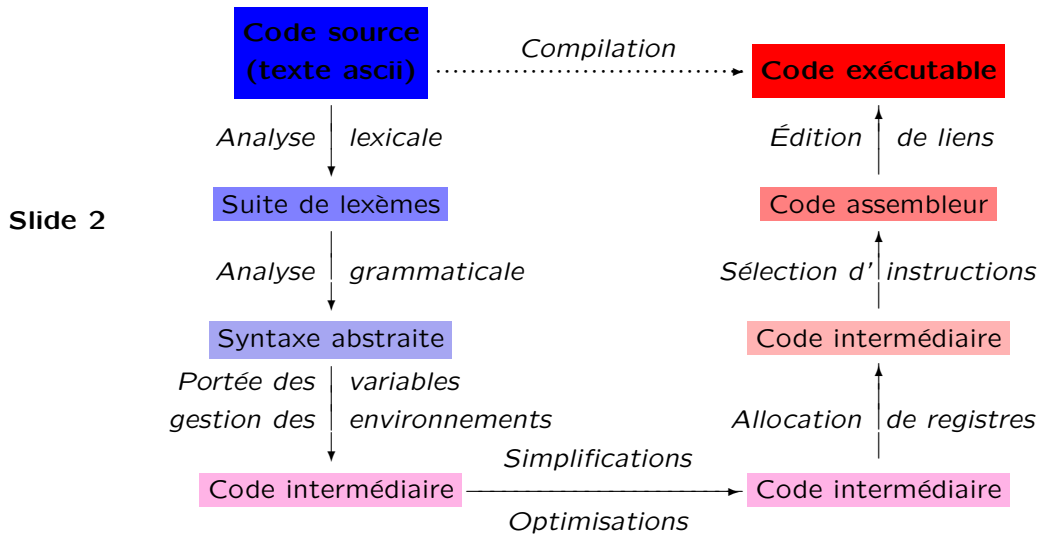 Code source
(texte ascii)
Compilation
Code exécutable
Analyse lexicale
Édition de liens
Slide 2
Suite de lexèmes
Code assembleur
Analyse grammaticale
Sélection d' instructions
Syntaxe abstraite
Code intermédiaire
Portée des variables
gestion des environnements
Allocation de registres
Simplifications
Code intermédiaire
Code intermédiaire
Optimisations